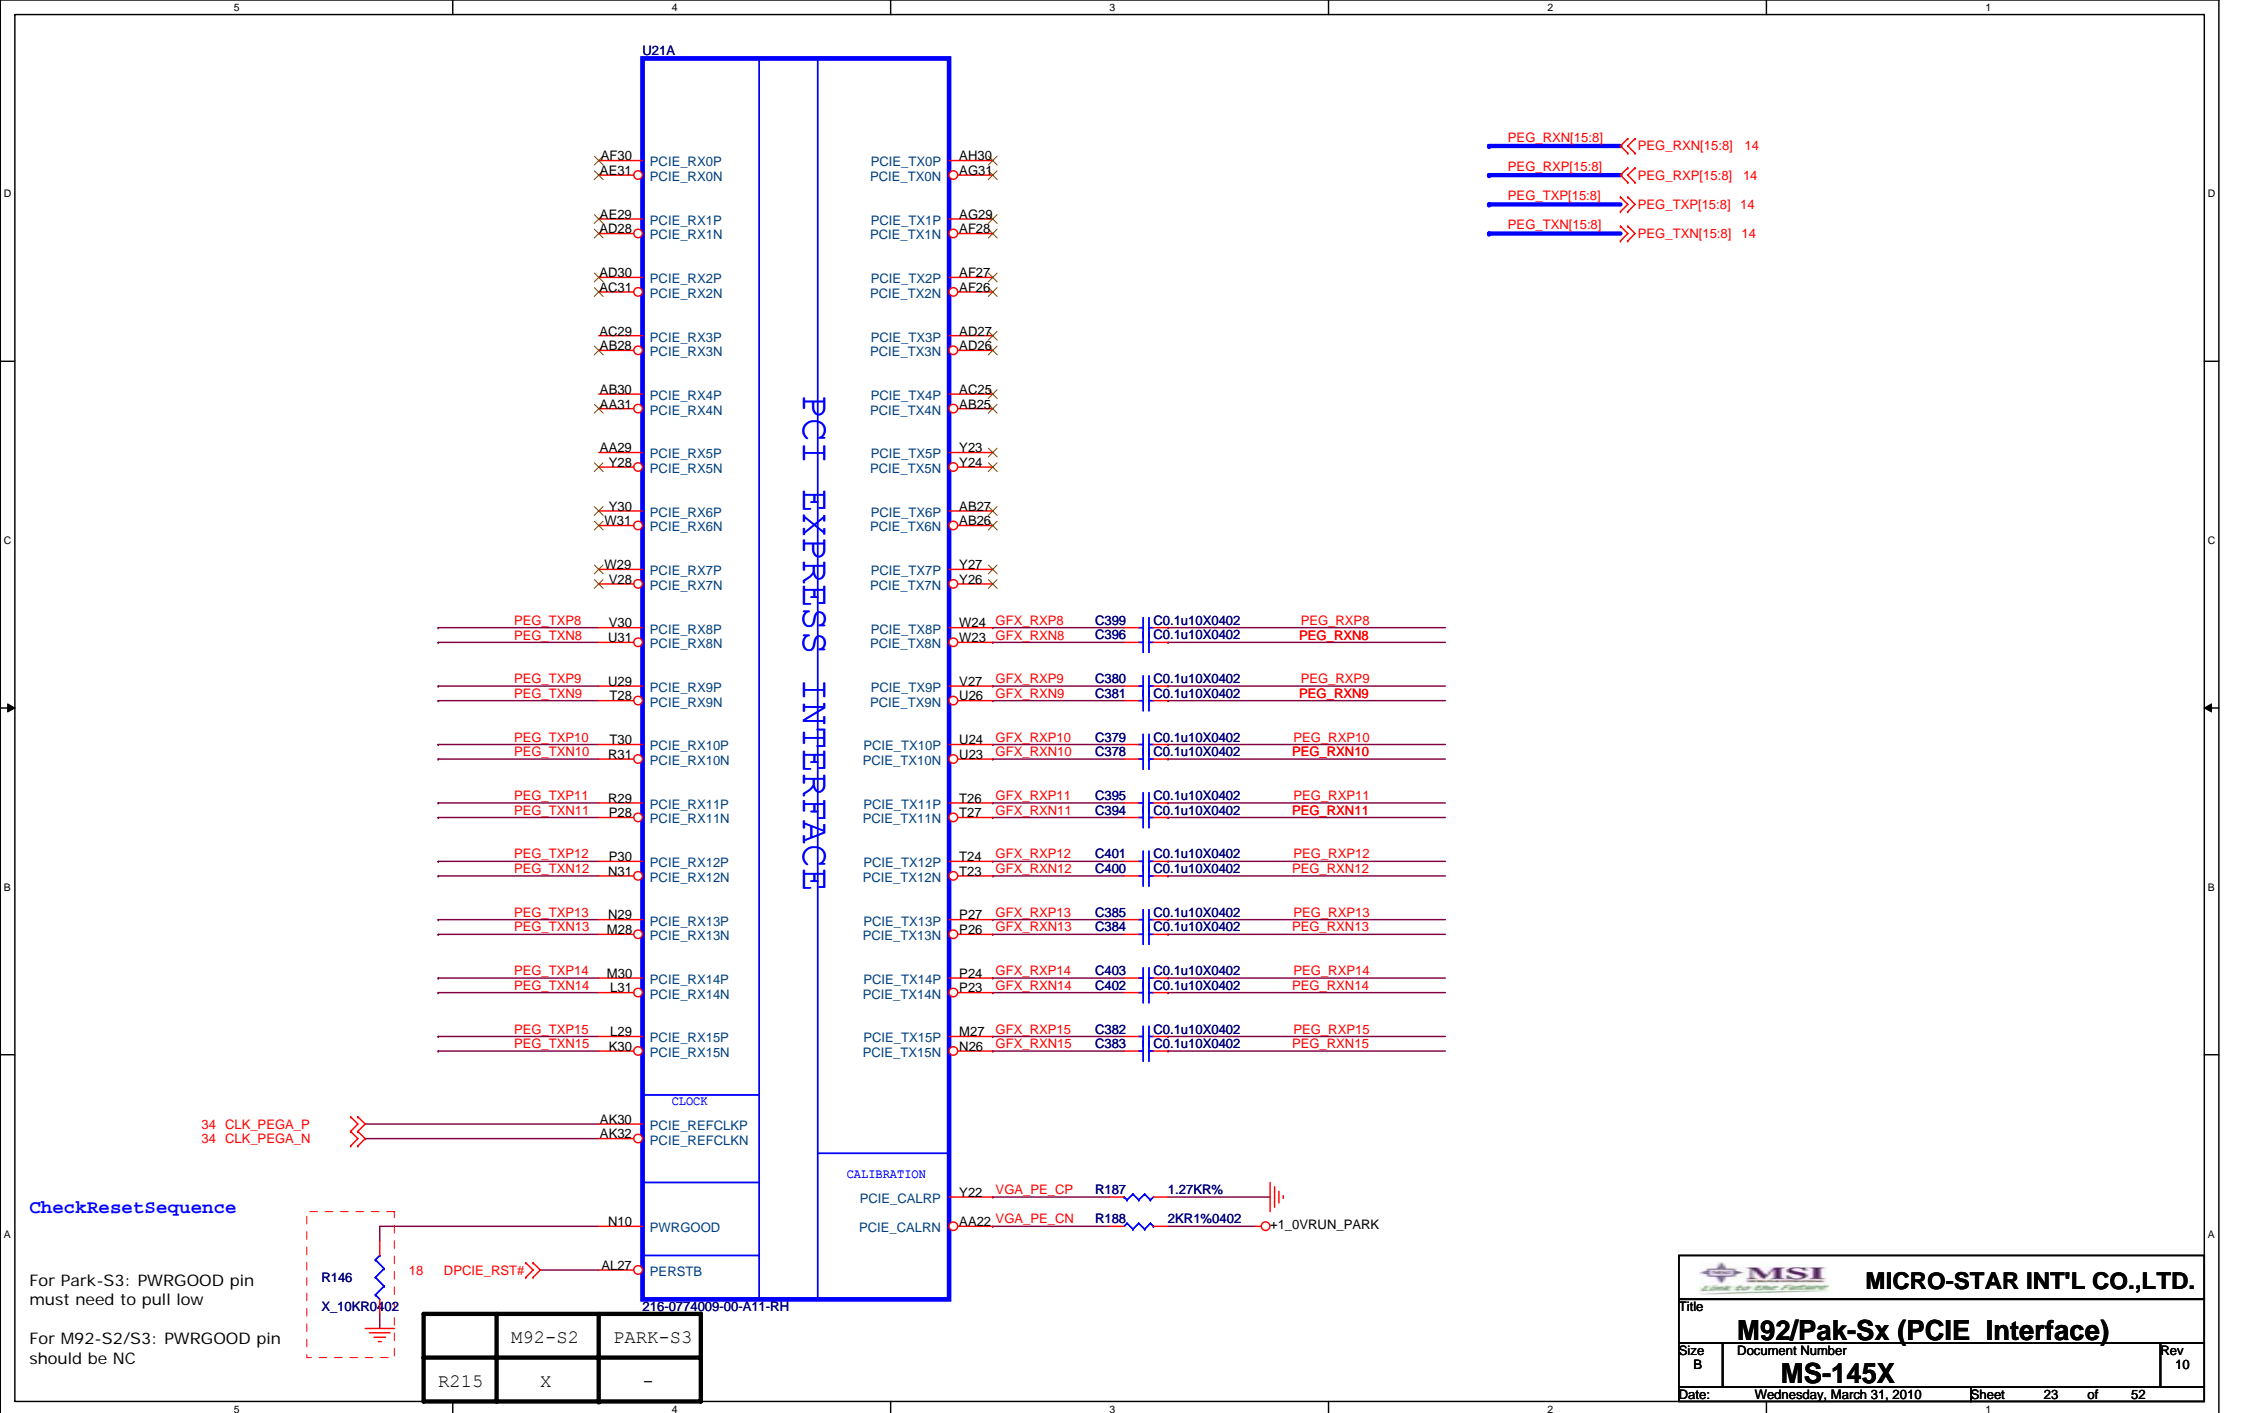 5 4 3 2 1
U21A
D D
C C
B B
A A
PCI EXPRESS INTERFACE
AF30 PCIE_RX0P PCIE_TX0P AH30
AE31 PCIE_RX0N PCIE_TX0N AG31
AE29 PCIE_RX1P PCIE_TX1P AG29
AD28 PCIE_RX1N PCIE_TX1N AF28
AD30 PCIE_RX2P PCIE_TX2P AF27
AC31 PCIE_RX2N PCIE_TX2N AF26
AC29 PCIE_RX3P PCIE_TX3P AD27
AB28 PCIE_RX3N PCIE_TX3N AD26
AB30 PCIE_RX4P PCIE_TX4P AC25
AA31 PCIE_RX4N PCIE_TX4N AB25
AA29 PCIE_RX5P PCIE_TX5P Y23
Y28 PCIE_RX5N PCIE_TX5N Y24
Y30 PCIE_RX6P PCIE_TX6P AB27
W31 PCIE_RX6N PCIE_TX6N AB26
W29 PCIE_RX7P PCIE_TX7P Y27
V28 PCIE_RX7N PCIE_TX7N Y26
PEG_TXP8 V30 PCIE_RX8P PCIE_TX8P W24 GFX_RXP8 C399 C0.1u10X0402 PEG_RXP8
PEG_TXN8 U31 PCIE_RX8N PCIE_TX8N W23 GFX_RXN8 C396 C0.1u10X0402 PEG_RXN8
PEG_TXP9 U29 PCIE_RX9P PCIE_TX9P V27 GFX_RXP9 C380 C0.1u10X0402 PEG_RXP9
PEG_TXN9 T28 PCIE_RX9N PCIE_TX9N U26 GFX_RXN9 C381 C0.1u10X0402 PEG_RXN9
PEG_TXP10 T30 PCIE_RX10P PCIE_TX10P U24 GFX_RXP10 C379 C0.1u10X0402 PEG_RXP10
PEG_TXN10 R31 PCIE_RX10N PCIE_TX10N U23 GFX_RXN10 C378 C0.1u10X0402 PEG_RXN10
PEG_TXP11 R29 PCIE_RX11P PCIE_TX11P T26 GFX_RXP11 C395 C0.1u10X0402 PEG_RXP11
PEG_TXN11 P28 PCIE_RX11N PCIE_TX11N T27 GFX_RXN11 C394 C0.1u10X0402 PEG_RXN11
PEG_TXP12 P30 PCIE_RX12P PCIE_TX12P T24 GFX_RXP12 C401 C0.1u10X0402 PEG_RXP12
PEG_TXN12 N31 PCIE_RX12N PCIE_TX12N T23 GFX_RXN12 C400 C0.1u10X0402 PEG_RXN12
PEG_TXP13 N29 PCIE_RX13P PCIE_TX13P P27 GFX_RXP13 C385 C0.1u10X0402 PEG_RXP13
PEG_TXN13 M28 PCIE_RX13N PCIE_TX13N P26 GFX_RXN13 C384 C0.1u10X0402 PEG_RXN13
PEG_TXP14 M30 PCIE_RX14P PCIE_TX14P P24 GFX_RXP14 C403 C0.1u10X0402 PEG_RXP14
PEG_TXN14 L31 PCIE_RX14N PCIE_TX14N P23 GFX_RXN14 C402 C0.1u10X0402 PEG_RXN14
PEG_TXP15 L29 PCIE_RX15P PCIE_TX15P M27 GFX_RXP15 C382 C0.1u10X0402 PEG_RXP15
PEG_TXN15 K30 PCIE_RX15N PCIE_TX15N N26 GFX_RXN15 C383 C0.1u10X0402 PEG_RXN15
PEG_RXN[15:8] PEG_RXN[15:8] 14
PEG_RXP[15:8] PEG_RXP[15:8] 14
PEG_TXP[15:8] PEG_TXP[15:8] 14
PEG_TXN[15:8] PEG_TXN[15:8] 14
CLOCK
34 CLK_PEGA_P AK30 PCIE_REFCLKP
34 CLK_PEGA_N AK32 PCIE_REFCLKN
CALIBRATION
PCIE_CALRP Y22 VGA_PE_CP R187 1.27KR%
PCIE_CALRN AA22 VGA_PE_CN R188 2KR1%0402 +1_0VRUN_PARK
CheckResetSequence
N10 PWRGOOD
18 DPCIE_RST# AL27 PERSTB
R146
X_10KR0402
216-0774009-00-A11-RH
For Park-S3: PWRGOOD pin
must need to pull low
For M92-S2/S3: PWRGOOD pin
should be NC
M92-S2 PARK-S3
R215 X -
MSI
Link to the Future
MICRO-STAR INT'L CO.,LTD.
Title
M92/Pak-Sx (PCIE Interface)
Size Document Number Rev
B MS-145X 10
Date: Wednesday, March 31, 2010 Sheet 23 of 52
5 4 3 2 1